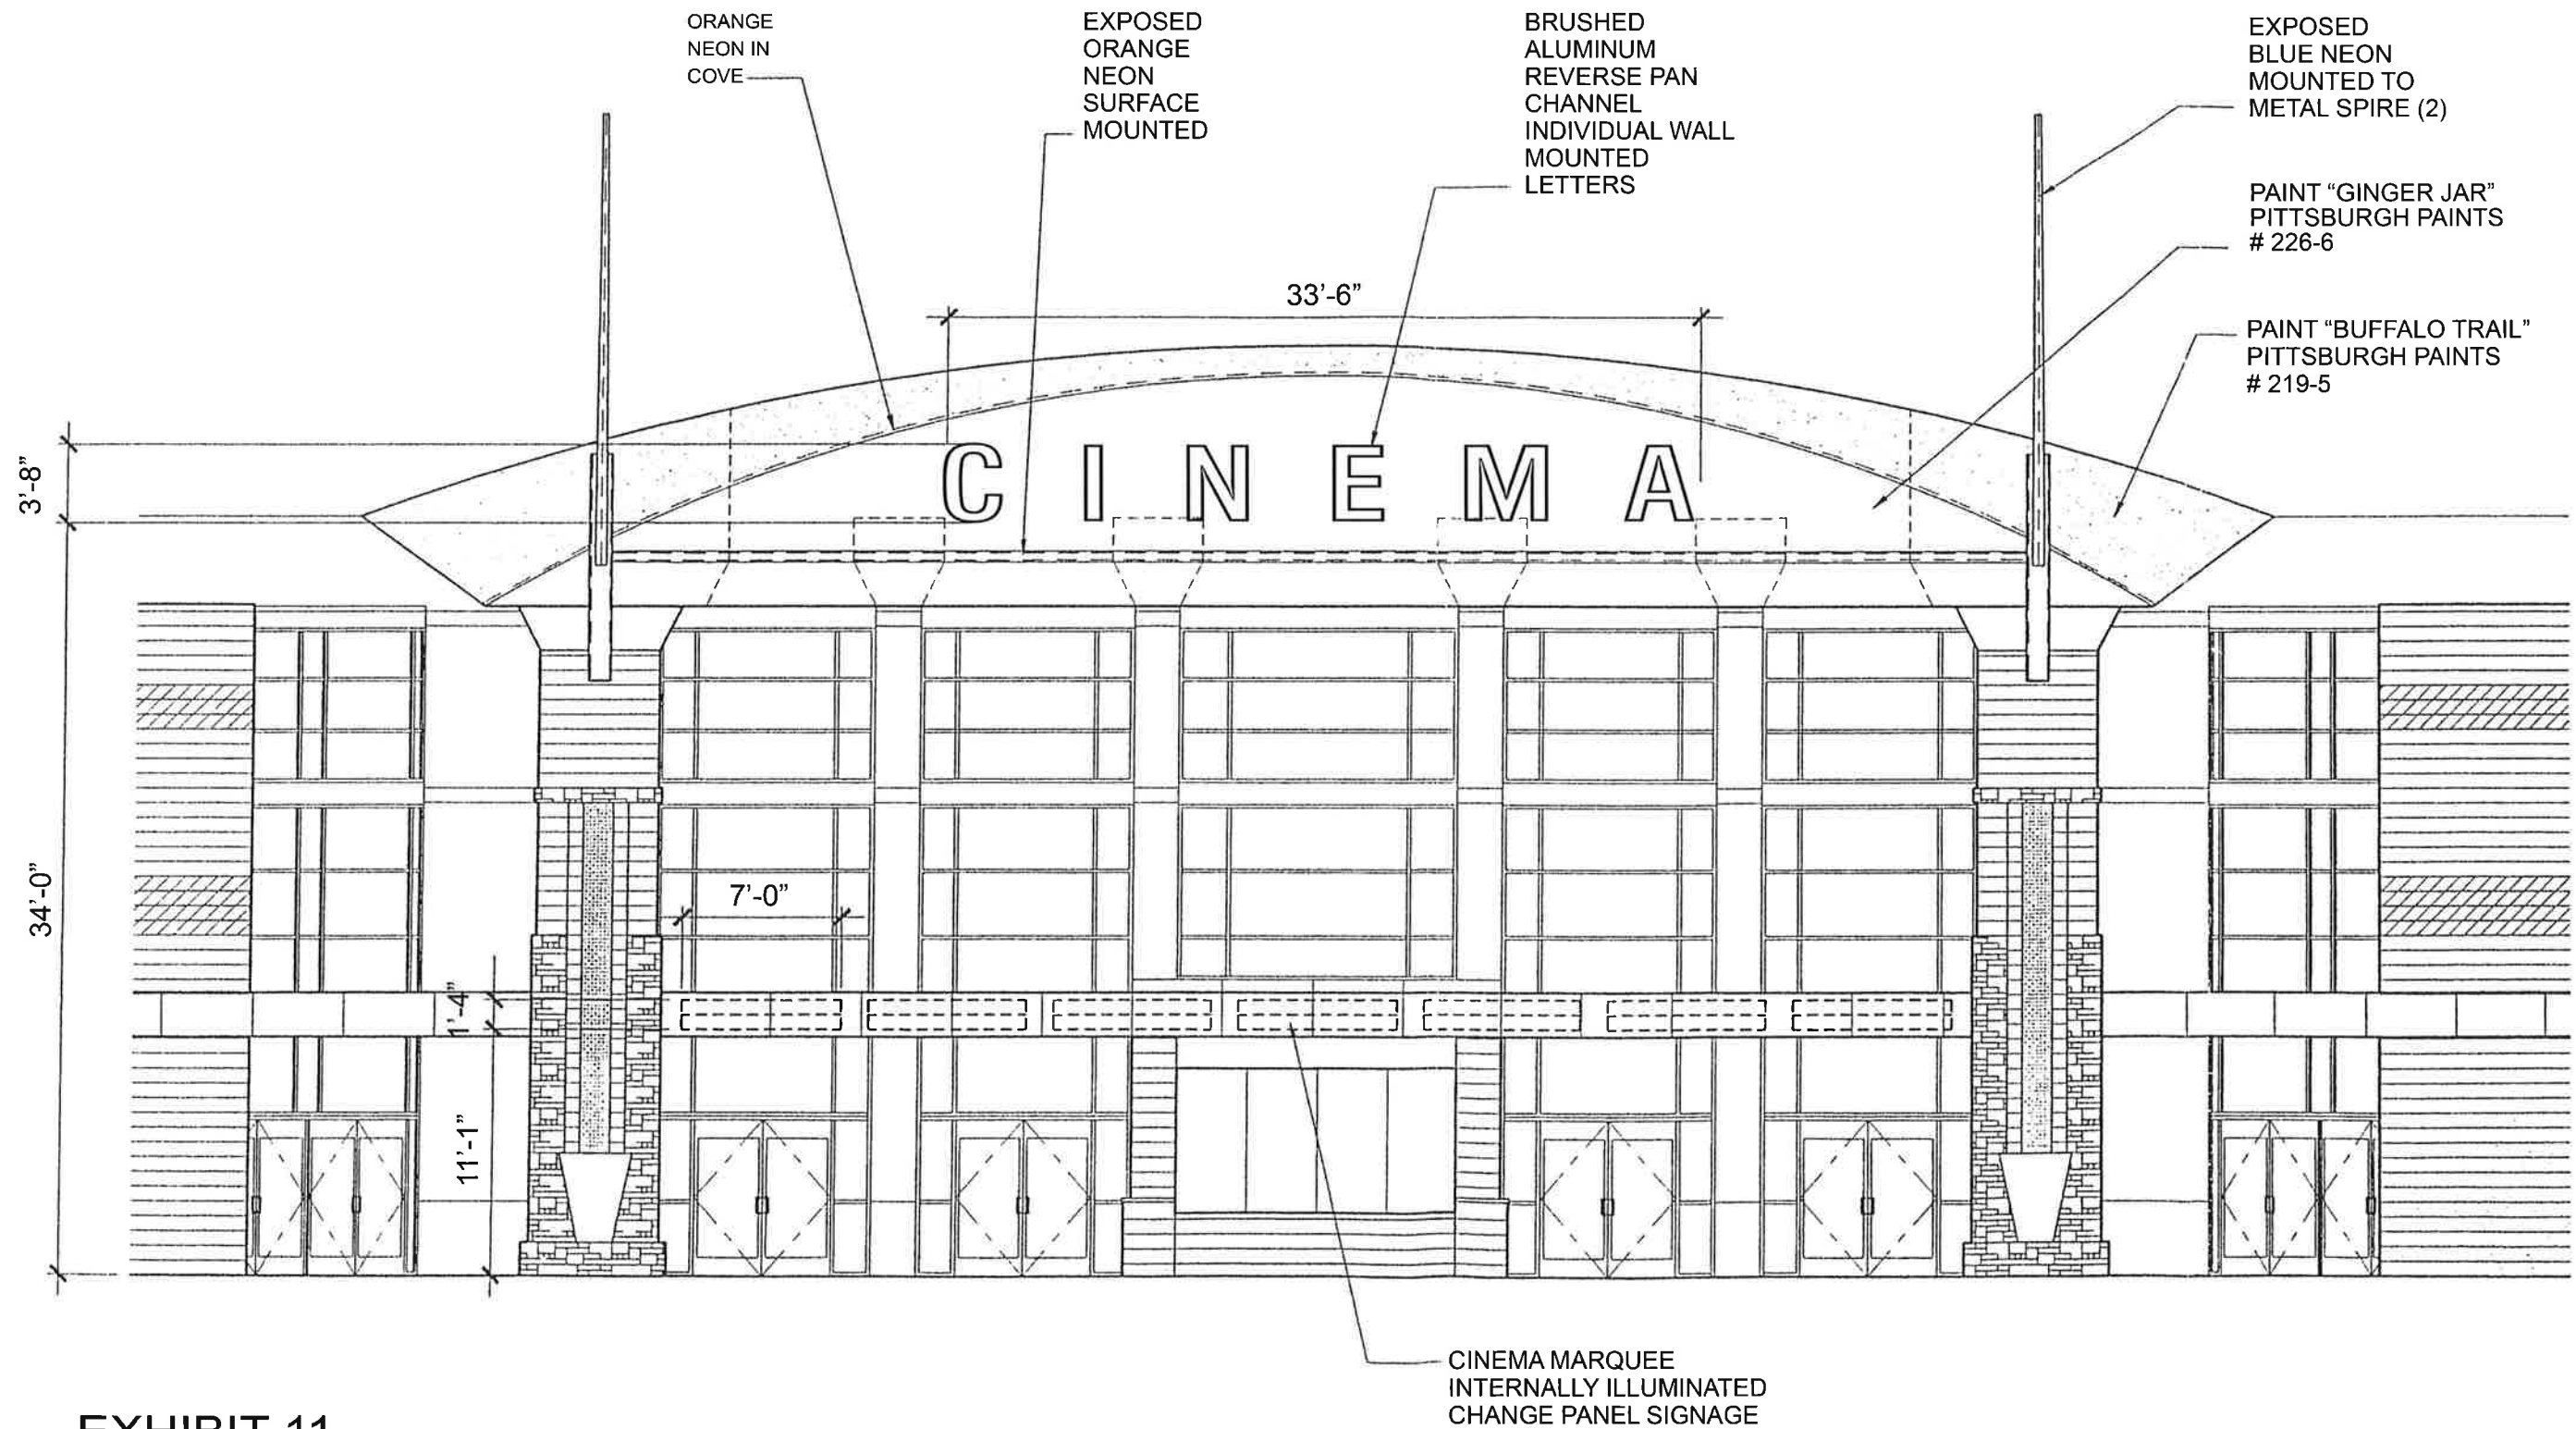 ORANGE
NEON IN
COVE
EXPOSED
ORANGE
NEON
SURFACE
MOUNTED
BRUSHED
ALUMINUM
REVERSE PAN
CHANNEL
INDIVIDUAL WALL
MOUNTED
LETTERS
EXPOSED
BLUE NEON
MOUNTED TO
METAL SPIRE (2)
PAINT “GINGER JAR”
PITTSBURGH PAINTS
# 226-6
PAINT “BUFFALO TRAIL”
PITTSBURGH PAINTS
# 219-5
33’-6”
CINEMA
3’-8”
34’-0”
7’-0”
1’-4”
11’-1”
CINEMA MARQUEE
INTERNALLY ILLUMINATED
CHANGE PANEL SIGNAGE
EXHIBIT 11